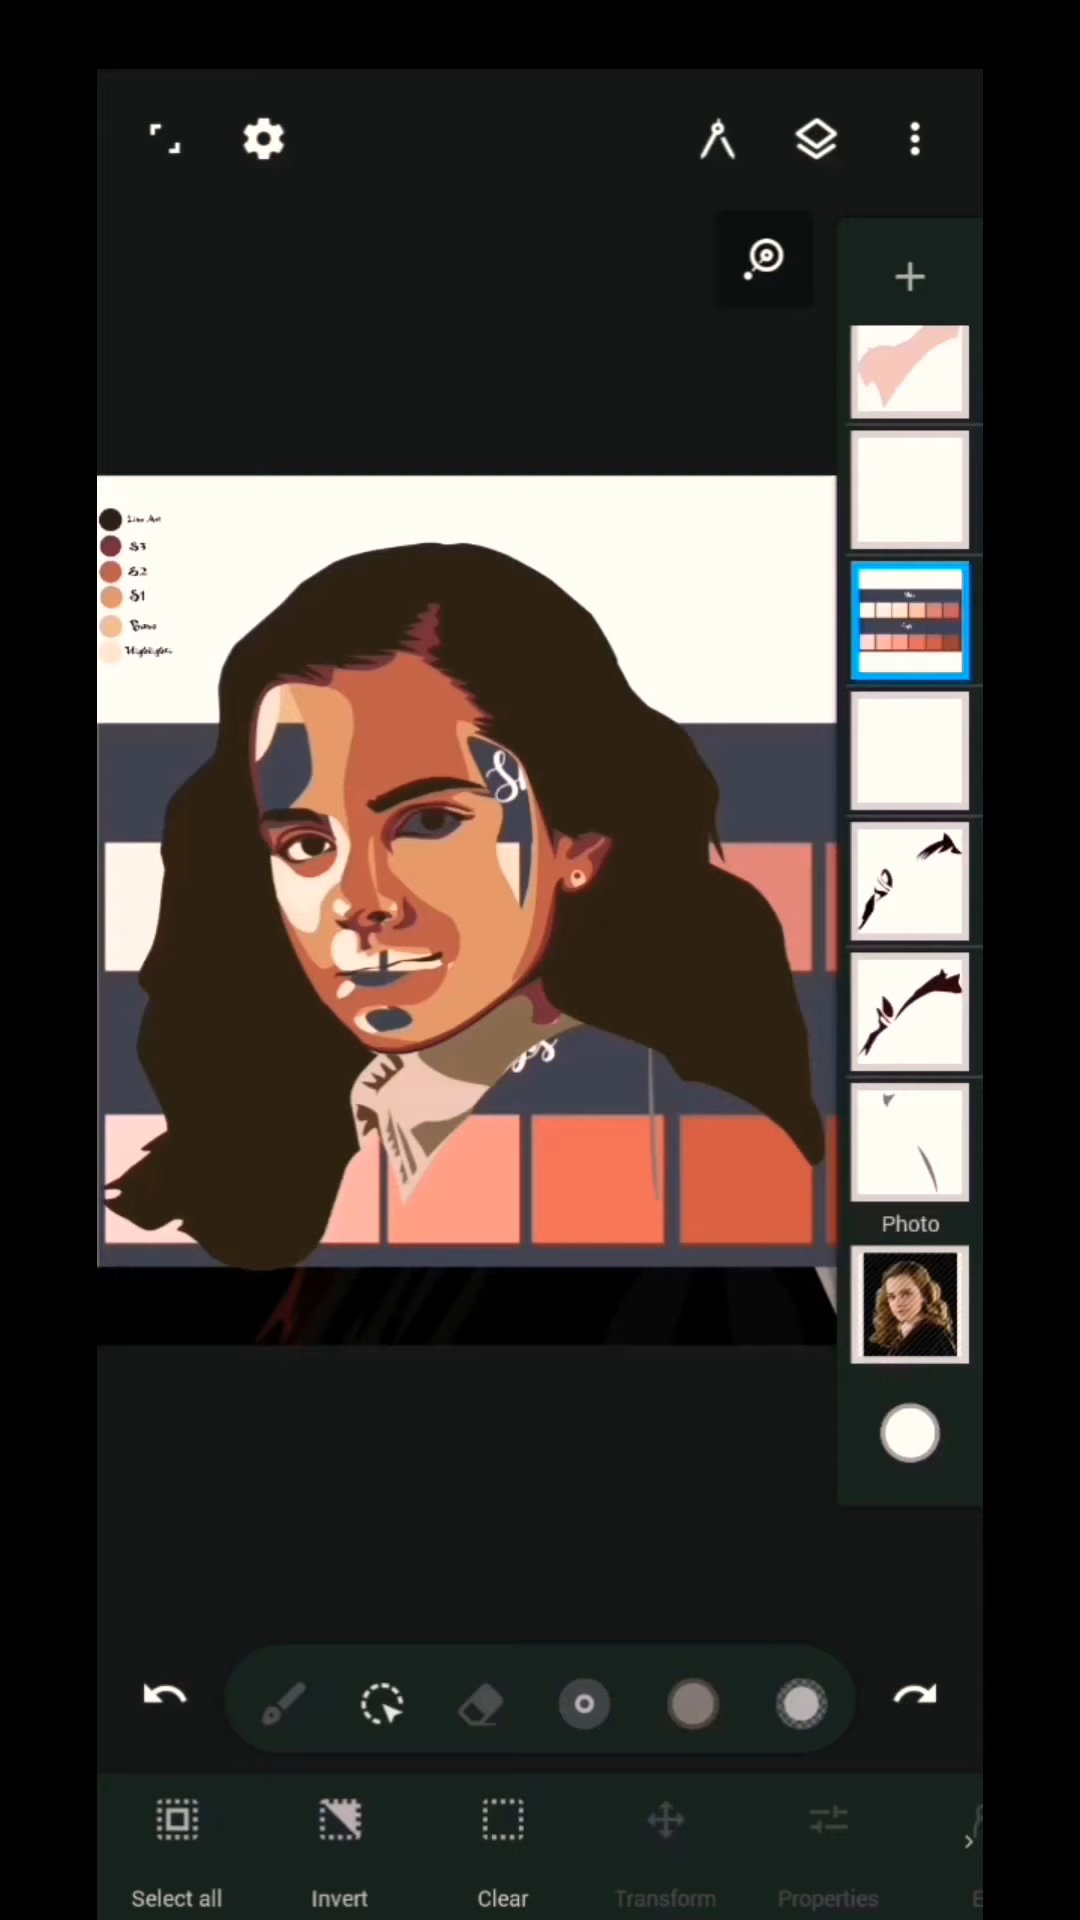 Line Art
S3
S2
S1
Base
Highlights
Photo
Select all
Invert
Clear
Transform
Properties